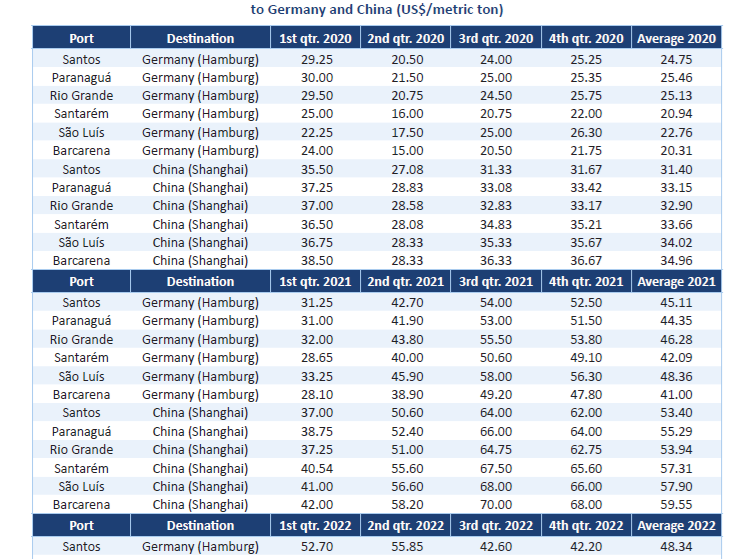 to Germany and China (US$/metric ton)
Port Destination 1st qtr. 2020 2nd qtr. 2020 3rd qtr. 2020 4th qtr. 2020 Average 2020
Santos Germany (Hamburg) 29.25 20.50 24.00 25.25 24.75
Paranaguá Germany (Hamburg) 30.00 21.50 25.00 25.35 25.46
Rio Grande Germany (Hamburg) 29.50 20.75 24.50 25.75 25.13
Santarém Germany (Hamburg) 25.00 16.00 20.75 22.00 20.94
São Luís Germany (Hamburg) 22.25 17.50 25.00 26.30 22.76
Barcarena Germany (Hamburg) 24.00 15.00 20.50 21.75 20.31
Santos China (Shanghai) 35.50 27.08 31.33 31.67 31.40
Paranaguá China (Shanghai) 37.25 28.83 33.08 33.42 33.15
Rio Grande China (Shanghai) 37.00 28.58 32.83 33.17 32.90
Santarém China (Shanghai) 36.50 28.08 34.83 35.21 33.66
São Luís China (Shanghai) 36.75 28.33 35.33 35.67 34.02
Barcarena China (Shanghai) 38.50 28.33 36.33 36.67 34.96
Port Destination 1st qtr. 2021 2nd qtr. 2021 3rd qtr. 2021 4th qtr. 2021 Average 2021
Santos Germany (Hamburg) 31.25 42.70 54.00 52.50 45.11
Paranaguá Germany (Hamburg) 31.00 41.90 53.00 51.50 44.35
Rio Grande Germany (Hamburg) 32.00 43.80 55.50 53.80 46.28
Santarém Germany (Hamburg) 28.65 40.00 50.60 49.10 42.09
São Luís Germany (Hamburg) 33.25 45.90 58.00 56.30 48.36
Barcarena Germany (Hamburg) 28.10 38.90 49.20 47.80 41.00
Santos China (Shanghai) 37.00 50.60 64.00 62.00 53.40
Paranaguá China (Shanghai) 38.75 52.40 66.00 64.00 55.29
Rio Grande China (Shanghai) 37.25 51.00 64.75 62.75 53.94
Santarém China (Shanghai) 40.54 55.60 67.50 65.60 57.31
São Luís China (Shanghai) 41.00 56.60 68.00 66.00 57.90
Barcarena China (Shanghai) 42.00 58.20 70.00 68.00 59.55
Port Destination 1st qtr. 2022 2nd qtr. 2022 3rd qtr. 2022 4th qtr. 2022 Average 2022
Santos Germany (Hamburg) 52.70 55.85 42.60 42.20 48.34